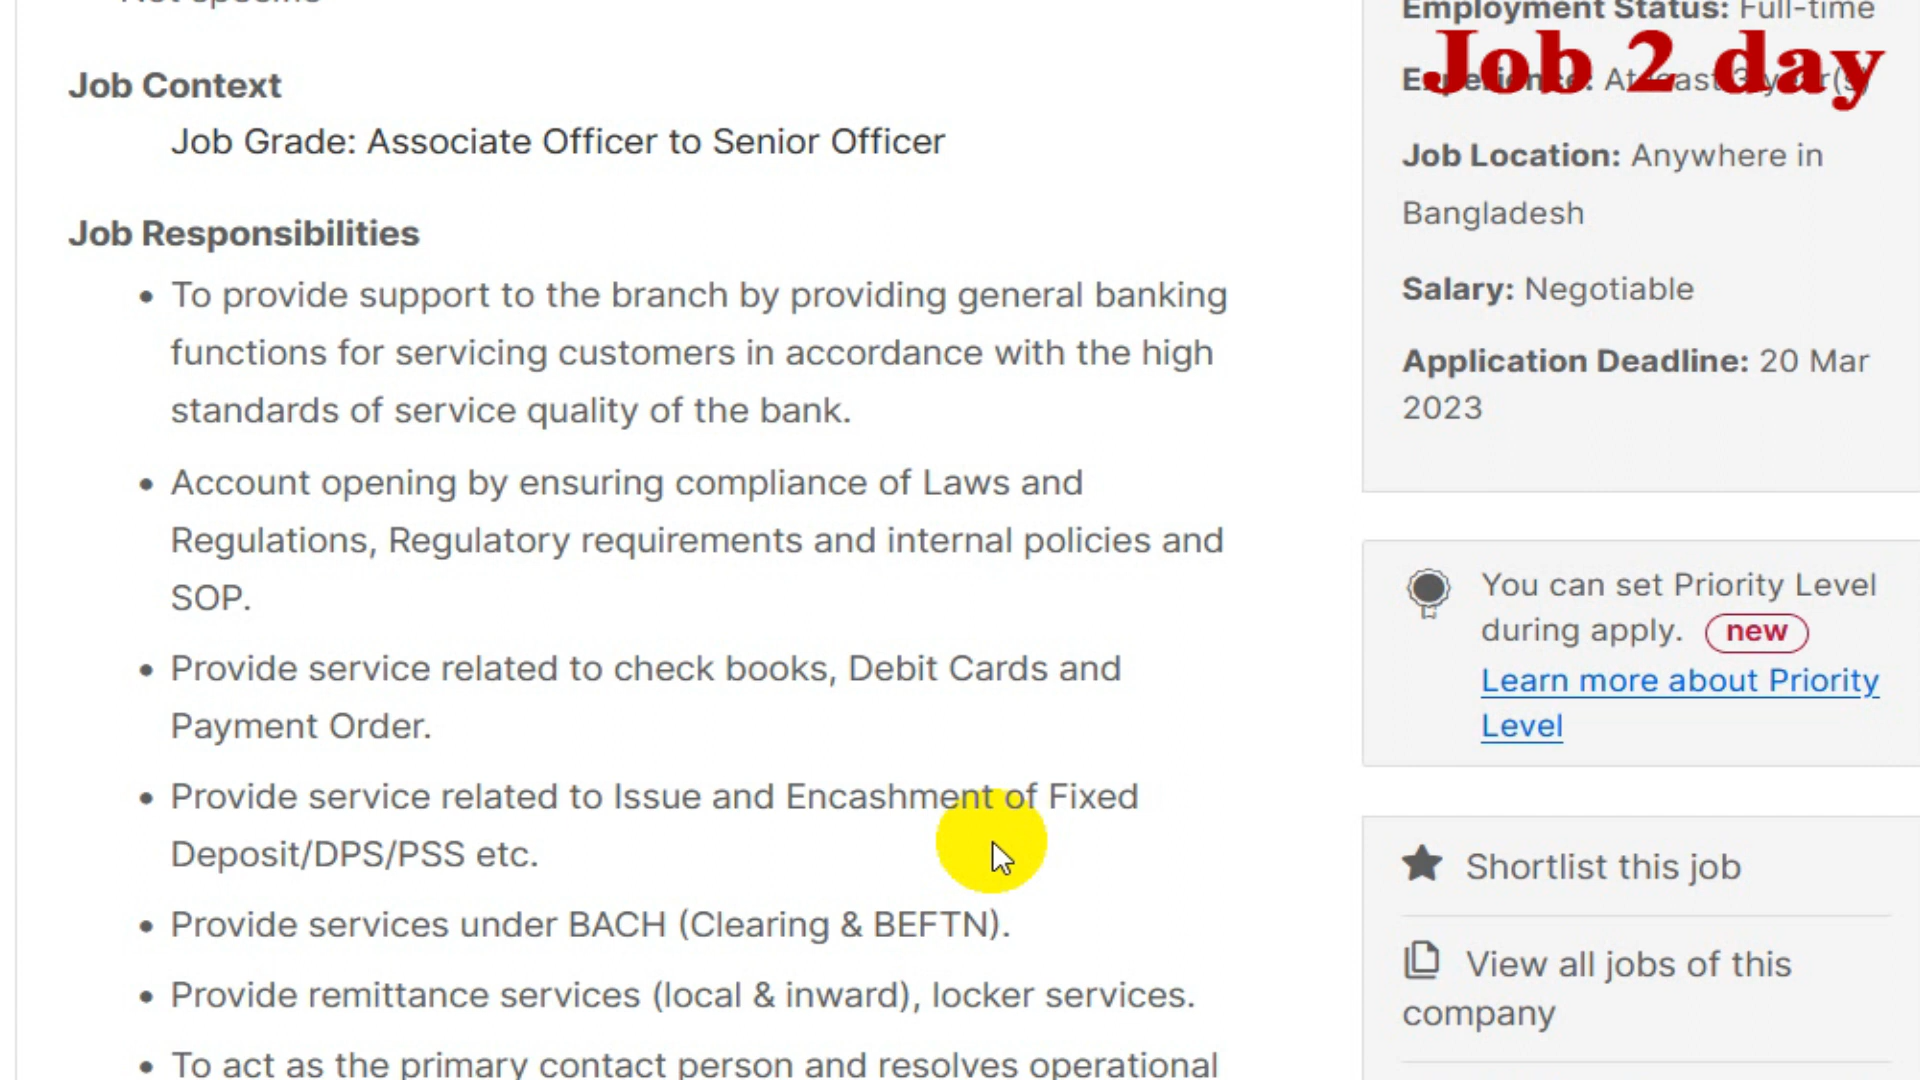 Job Context
Job Grade: Associate Officer to Senior Officer
Job Responsibilities
• To provide support to the branch by providing general banking
functions for servicing customers in accordance with the high
standards of service quality of the bank.
• Account opening by ensuring compliance of Laws and
Regulations, Regulatory requirements and internal policies and
SOP.
• Provide service related to check books, Debit Cards and
Payment Order.
• Provide service related to Issue and Encashment of Fixed
Deposit/DPS/PSS etc.
• Provide services under BACH (Clearing & BEFTN).
• Provide remittance services (local & inward), locker services.
• To act as the primary contact person and resolves operational
Employment Status: Full-time
Job 2 day
Experience: At least 3 year(s)
Job Location: Anywhere in
Bangladesh
Salary: Negotiable
Application Deadline: 20 Mar
2023
You can set Priority Level
during apply. new
Learn more about Priority
Level
Shortlist this job
View all jobs of this
company